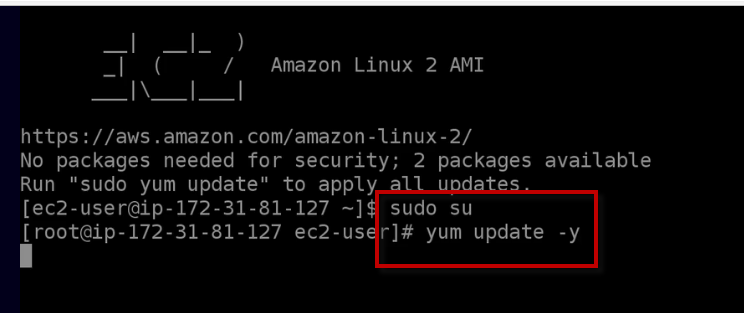 __|  __|_  )
       _|  (     /   Amazon Linux 2 AMI
      ___|\___|___|
https://aws.amazon.com/amazon-linux-2/
No packages needed for security; 2 packages available
Run "sudo yum update" to apply all updates.
[ec2-user@ip-172-31-81-127 ~]$ sudo su
[root@ip-172-31-81-127 ec2-user]# yum update -y